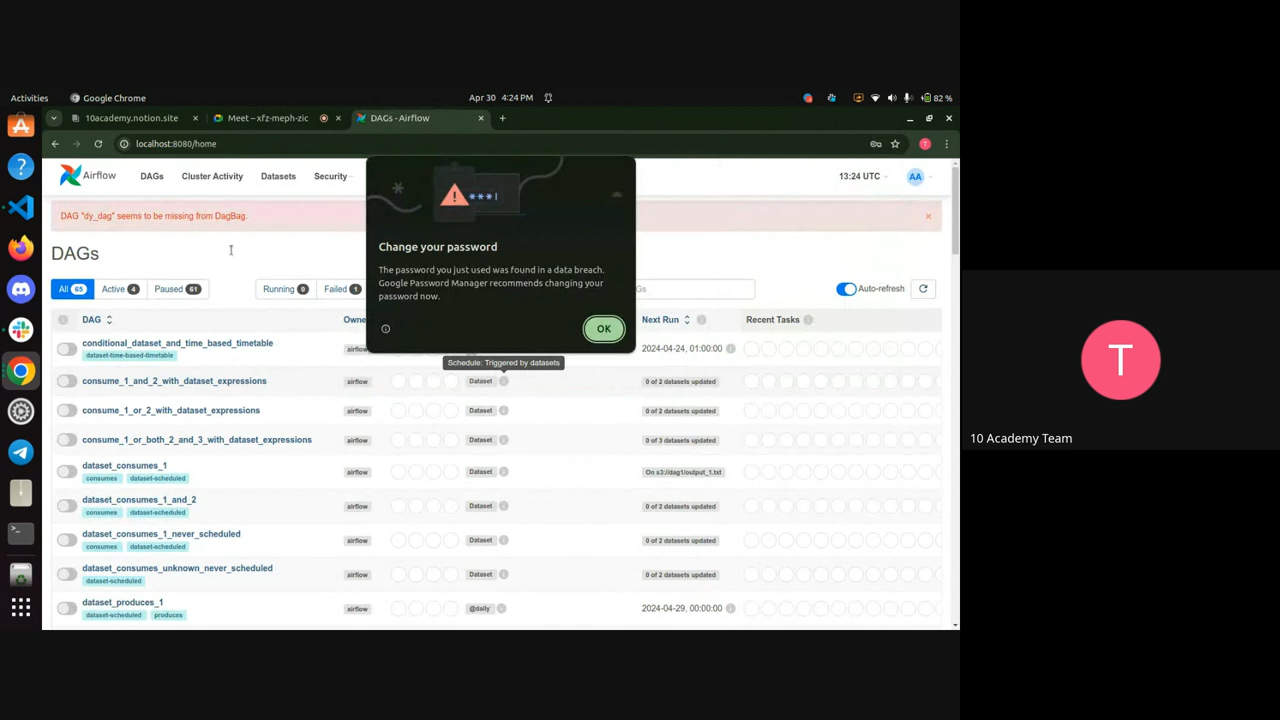 Activities
Google Chrome
Apr 30 4:24 PM
82 %
10academy.notion.site
Meet – xfz-meph-zic
DAGs - Airflow
localhost:8080/home
Airflow
DAGs
Cluster Activity
Datasets
Security
13:24 UTC
AA
DAG "dy_dag" seems to be missing from DagBag.
DAGs
***
Change your password
The password you just used was found in a data breach.
Google Password Manager recommends changing your
password now.
OK
All 65
Active 4
Paused 61
Running 0
Failed 1
Auto-refresh
DAG
Next Run
Recent Tasks
Schedule: Triggered by datasets
conditional_dataset_and_time_based_timetable
dataset-time-based-timetable
2024-04-24, 01:00:00
consume_1_and_2_with_dataset_expressions
airflow
Dataset
0 of 2 datasets updated
consume_1_or_2_with_dataset_expressions
airflow
Dataset
0 of 2 datasets updated
consume_1_or_both_2_and_3_with_dataset_expressions
airflow
Dataset
0 of 3 datasets updated
dataset_consumes_1
consumes dataset-scheduled
airflow
Dataset
On s3://dag1/output_1.txt
dataset_consumes_1_and_2
consumes dataset-scheduled
airflow
Dataset
0 of 2 datasets updated
dataset_consumes_1_never_scheduled
consumes dataset-scheduled
airflow
Dataset
0 of 2 datasets updated
dataset_consumes_unknown_never_scheduled
dataset-scheduled
airflow
Dataset
0 of 2 datasets updated
dataset_produces_1
dataset-scheduled produces
airflow
@daily
2024-04-29, 00:00:00
T
10 Academy Team